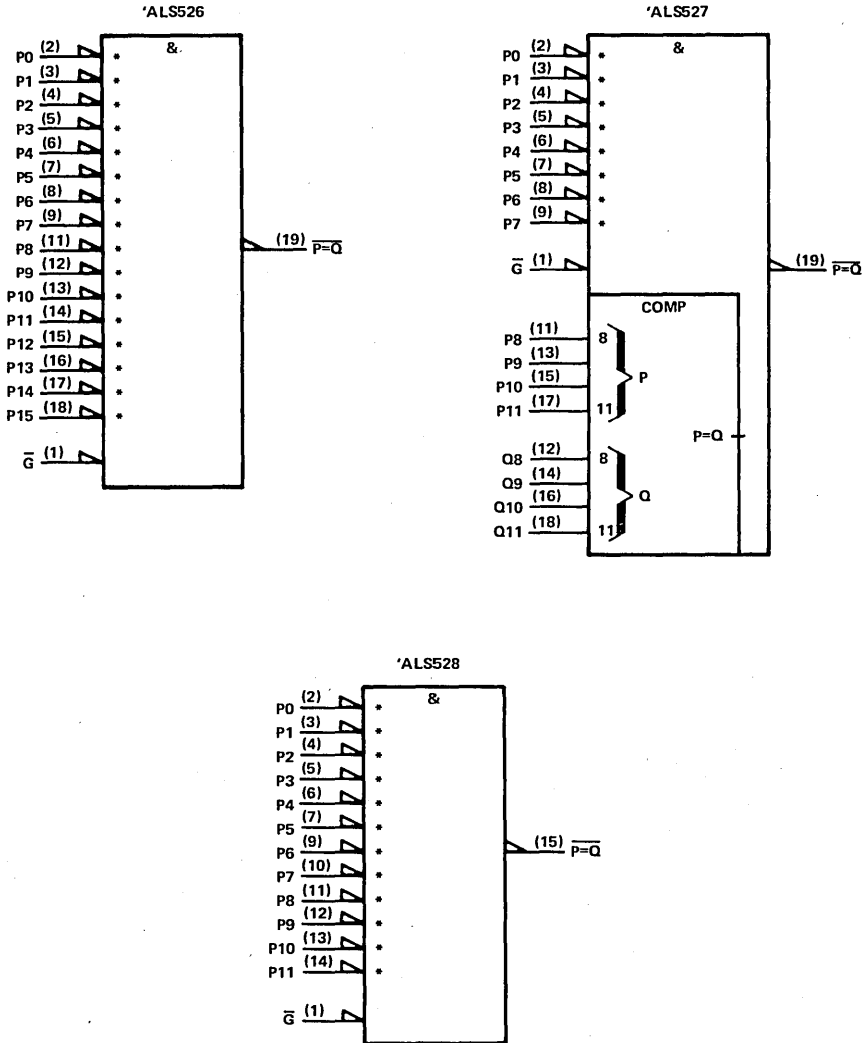 'ALS526
&
P0 (2) *
P1 (3) *
P2 (4) *
P3 (5) *
P4 (6) *
P5 (7) *
P6 (8) *
P7 (9) *
P8 (11) *
P9 (12) *
P10 (13) *
P11 (14) *
P12 (15) *
P13 (16) *
P14 (17) *
P15 (18) *
G̅ (1)
(19) P̅=̅Q̅
'ALS527
&
P0 (2) *
P1 (3) *
P2 (4) *
P3 (5) *
P4 (6) *
P5 (7) *
P6 (8) *
P7 (9) *
G̅ (1)
(19) P̅=̅Q̅
COMP
P8 (11) 8
P9 (13)
P10 (15)
P11 (17) 11
P
P=Q
Q8 (12) 8
Q9 (14)
Q10 (16)
Q11 (18) 11
Q
'ALS528
&
P0 (2) *
P1 (3) *
P2 (4) *
P3 (5) *
P4 (6) *
P5 (7) *
P6 (9) *
P7 (10) *
P8 (11) *
P9 (12) *
P10 (13) *
P11 (14) *
G̅ (1)
(15) P̅=̅Q̅